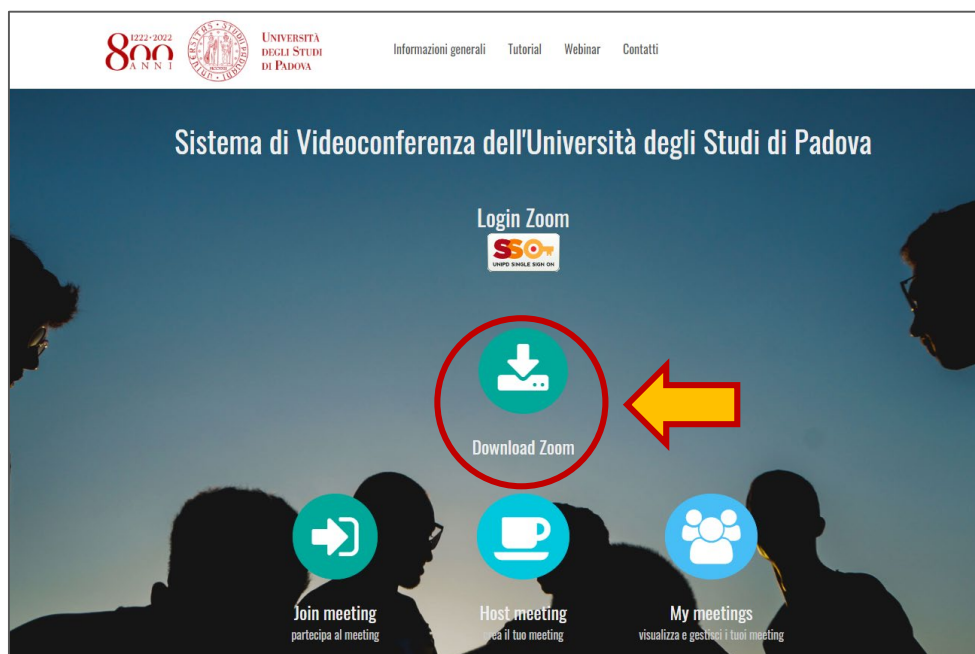 1222·2022
800
ANNI
UNIVERSITÀ
DEGLI STUDI
DI PADOVA
Informazioni generali Tutorial Webinar Contatti
Sistema di Videoconferenza dell'Università degli Studi di Padova
Login Zoom
SSO
UNIPD SINGLE SIGN ON
Download Zoom
Join meeting
partecipa al meeting
Host meeting
crea il tuo meeting
My meetings
visualizza e gestisci i tuoi meeting